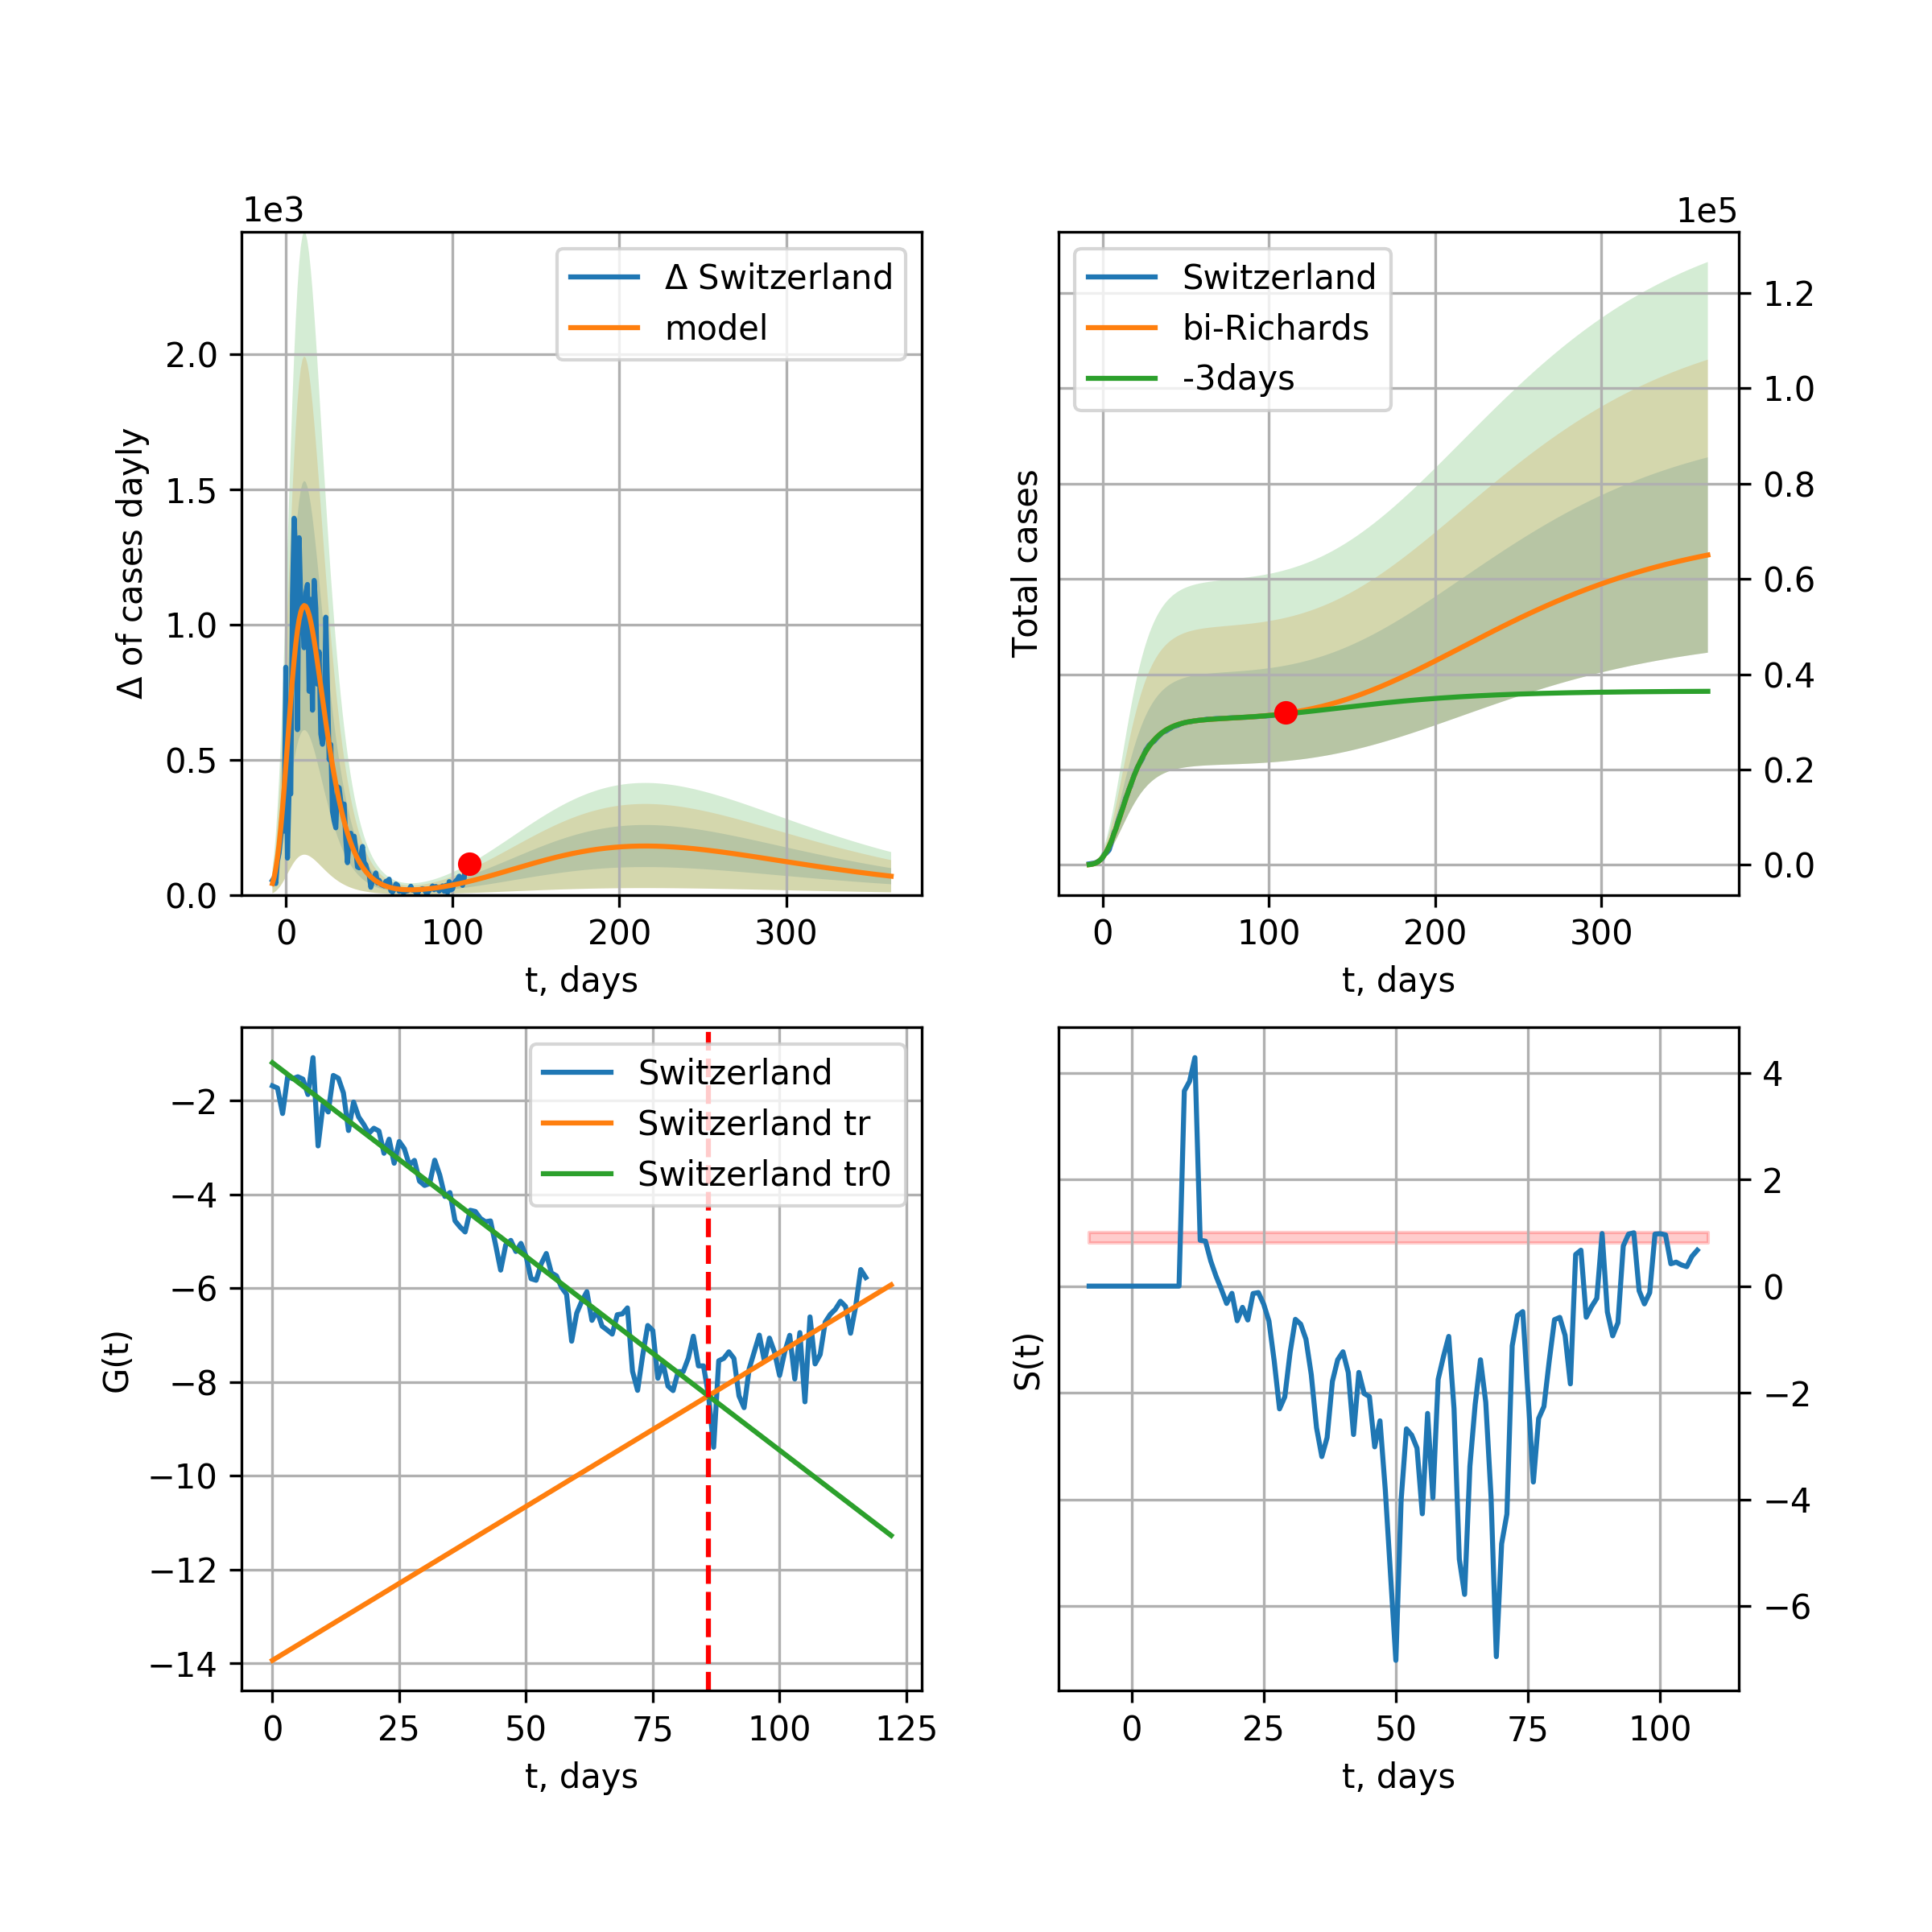 1e3
Δ of cases dayly
2.0
1.5
1.0
0.5
0.0
Δ Switzerland
model
0 100 200 300
t, days
1e5
Total cases
Switzerland
bi-Richards
-3days
1.2
1.0
0.8
0.6
0.4
0.2
0.0
0 100 200 300
t, days
G(t)
−2
−4
−6
−8
−10
−12
−14
Switzerland
Switzerland tr
Switzerland tr0
0 25 50 75 100 125
t, days
S(t)
4
2
0
−2
−4
−6
0 25 50 75 100
t, days